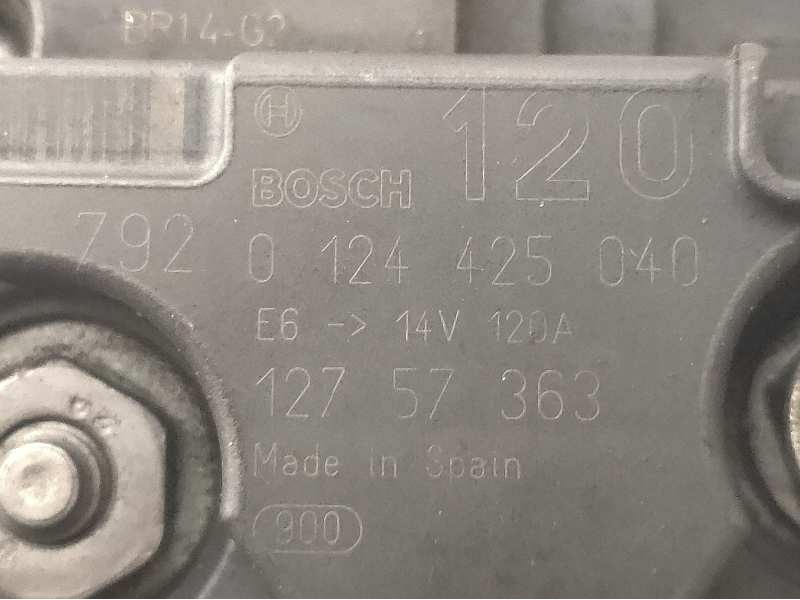 BR14-G2
120
BOSCH
792 0 124 425 040
E6 -> 14V 120A
127 57 363
Made in Spain
900